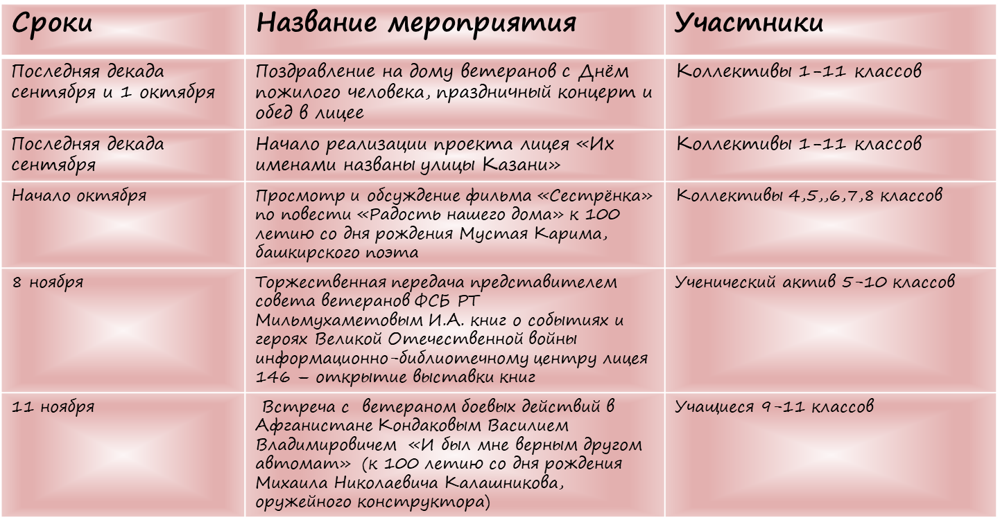 Сроки
Название мероприятия
Участники
Последняя декада
сентября и 1 октября
Поздравление на дому ветеранов с Днём
пожилого человека, праздничный концерт и
обед в лицее
Коллективы 1-11 классов
Последняя декада
сентября
Начало реализации проекта лицея «Их
именами названы улицы Казани»
Коллективы 1-11 классов
Начало октября
Просмотр и обсуждение фильма «Сестрёнка»
по повести «Радость нашего дома» к 100
летию со дня рождения Мустая Карима,
башкирского поэта
Коллективы 4,5,,6,7,8 классов
8 ноября
Торжественная передача представителем
совета ветеранов ФСБ РТ
Мильмухаметовым И.А. книг о событиях и
героях Великой Отечественной войны
информационно-библиотечному центру лицея
146 – открытие выставки книг
Ученический актив 5-10 классов
11 ноября
Встреча с ветераном боевых действий в
Афганистане Кондаковым Василием
Владимировичем «И был мне верным другом
автомат» (к 100 летию со дня рождения
Михаила Николаевича Калашникова,
оружейного конструктора)
Учащиеся 9-11 классов